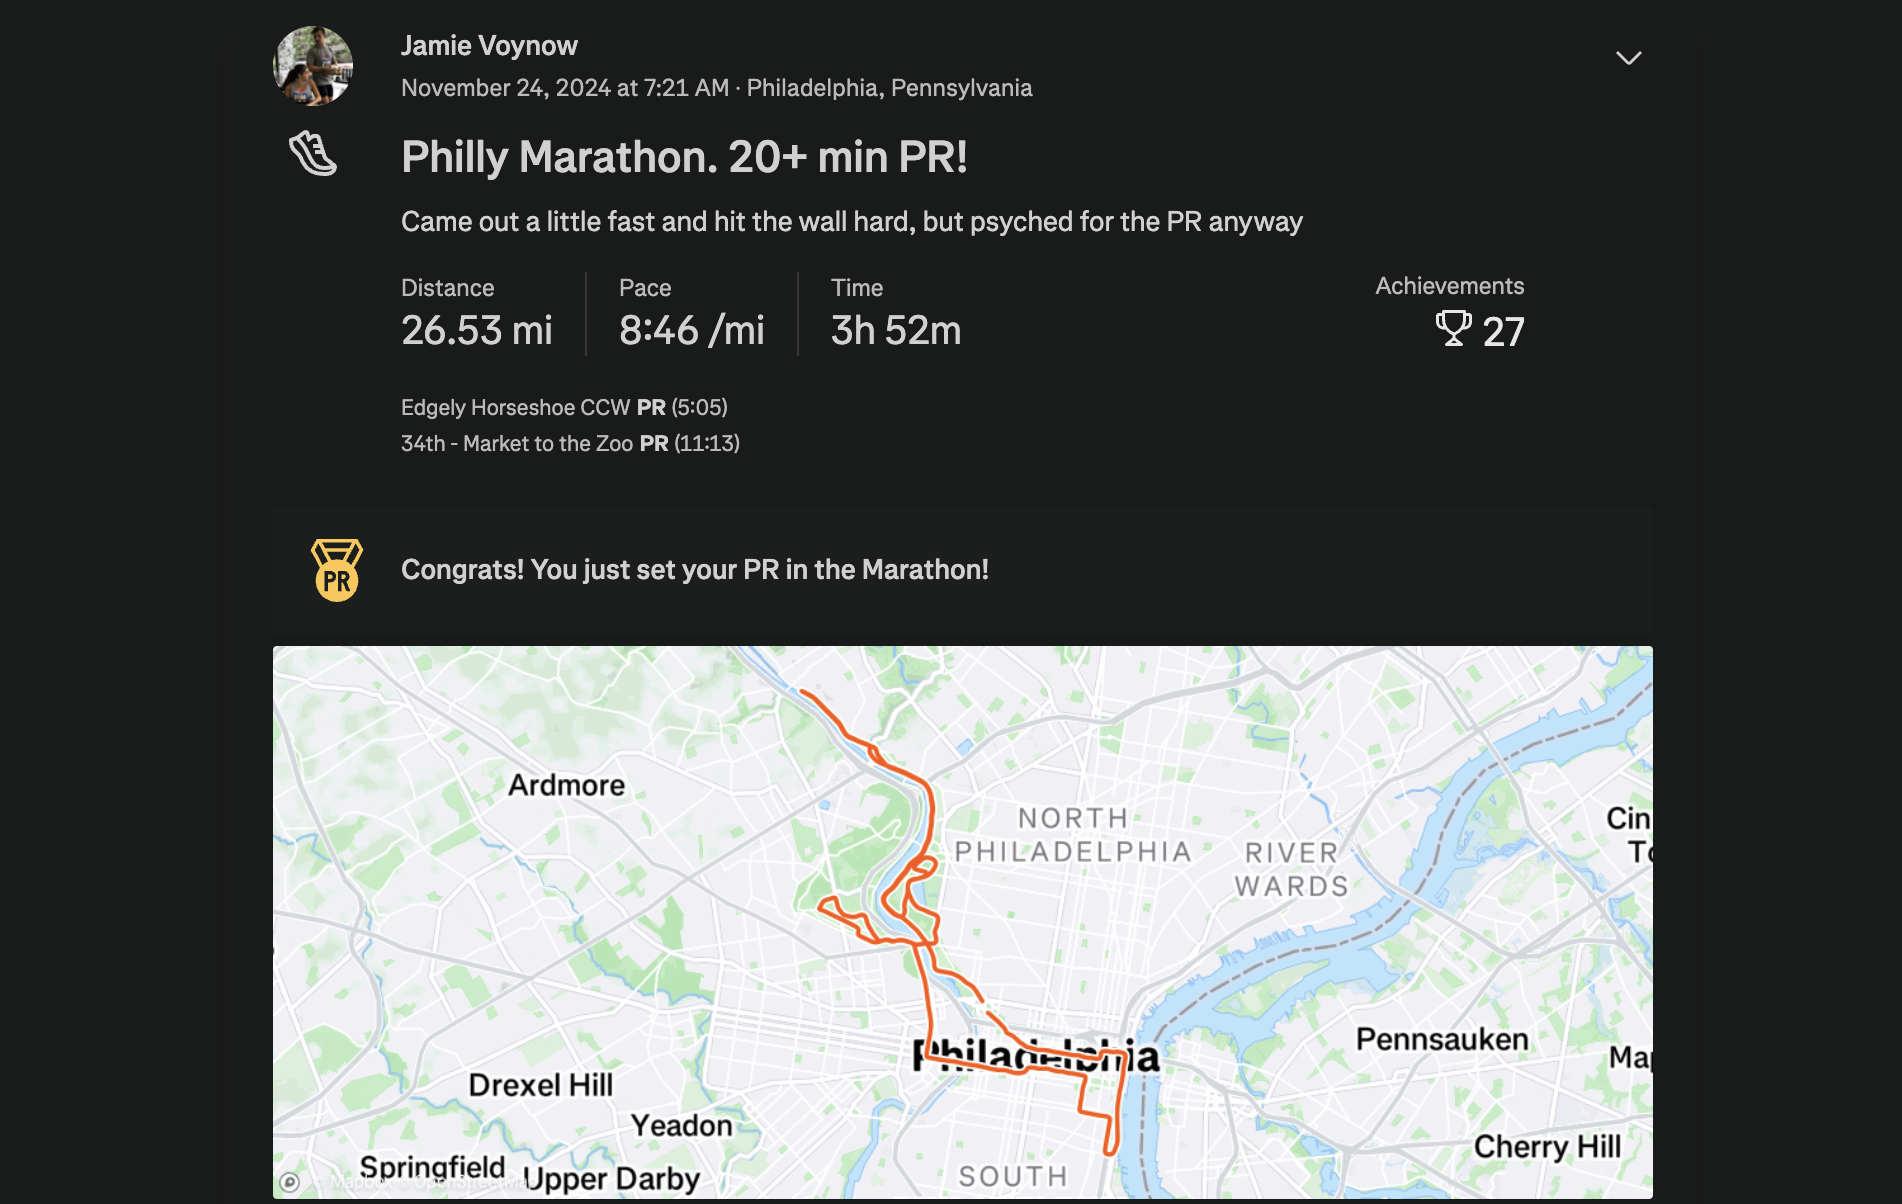 Jamie Voynow
November 24, 2024 at 7:21 AM · Philadelphia, Pennsylvania
Philly Marathon. 20+ min PR!
Came out a little fast and hit the wall hard, but psyched for the PR anyway
Distance
26.53 mi
Pace
8:46 /mi
Time
3h 52m
Achievements
27
Edgely Horseshoe CCW PR (5:05)
34th - Market to the Zoo PR (11:13)
PR
Congrats! You just set your PR in the Marathon!
Ardmore
NORTH
PHILADELPHIA
RIVER
WARDS
Cin
Philadelphia
Pennsauken
Drexel Hill
Yeadon
Cherry Hill
Springfield
Upper Darby
SOUTH